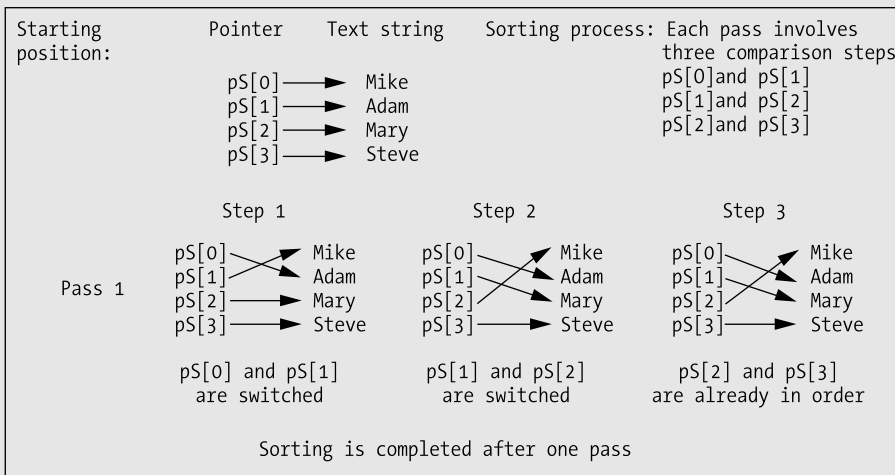 Starting Pointer Text string Sorting process: Each pass involves
position: three comparison steps
pS[0] Mike pS[0]and pS[1]
pS[1] Adam pS[1]and pS[2]
pS[2] Mary pS[2]and pS[3]
pS[3] Steve
Step 1 Step 2 Step 3
pS[0] Mike pS[0] Mike pS[0] Mike
pS[1] Adam pS[1] Adam pS[1] Adam
Pass 1
pS[2] Mary pS[2] Mary pS[2] Mary
pS[3] Steve pS[3] Steve pS[3] Steve
pS[0] and pS[1] pS[1] and pS[2] pS[2] and pS[3]
are switched are switched are already in order
Sorting is completed after one pass